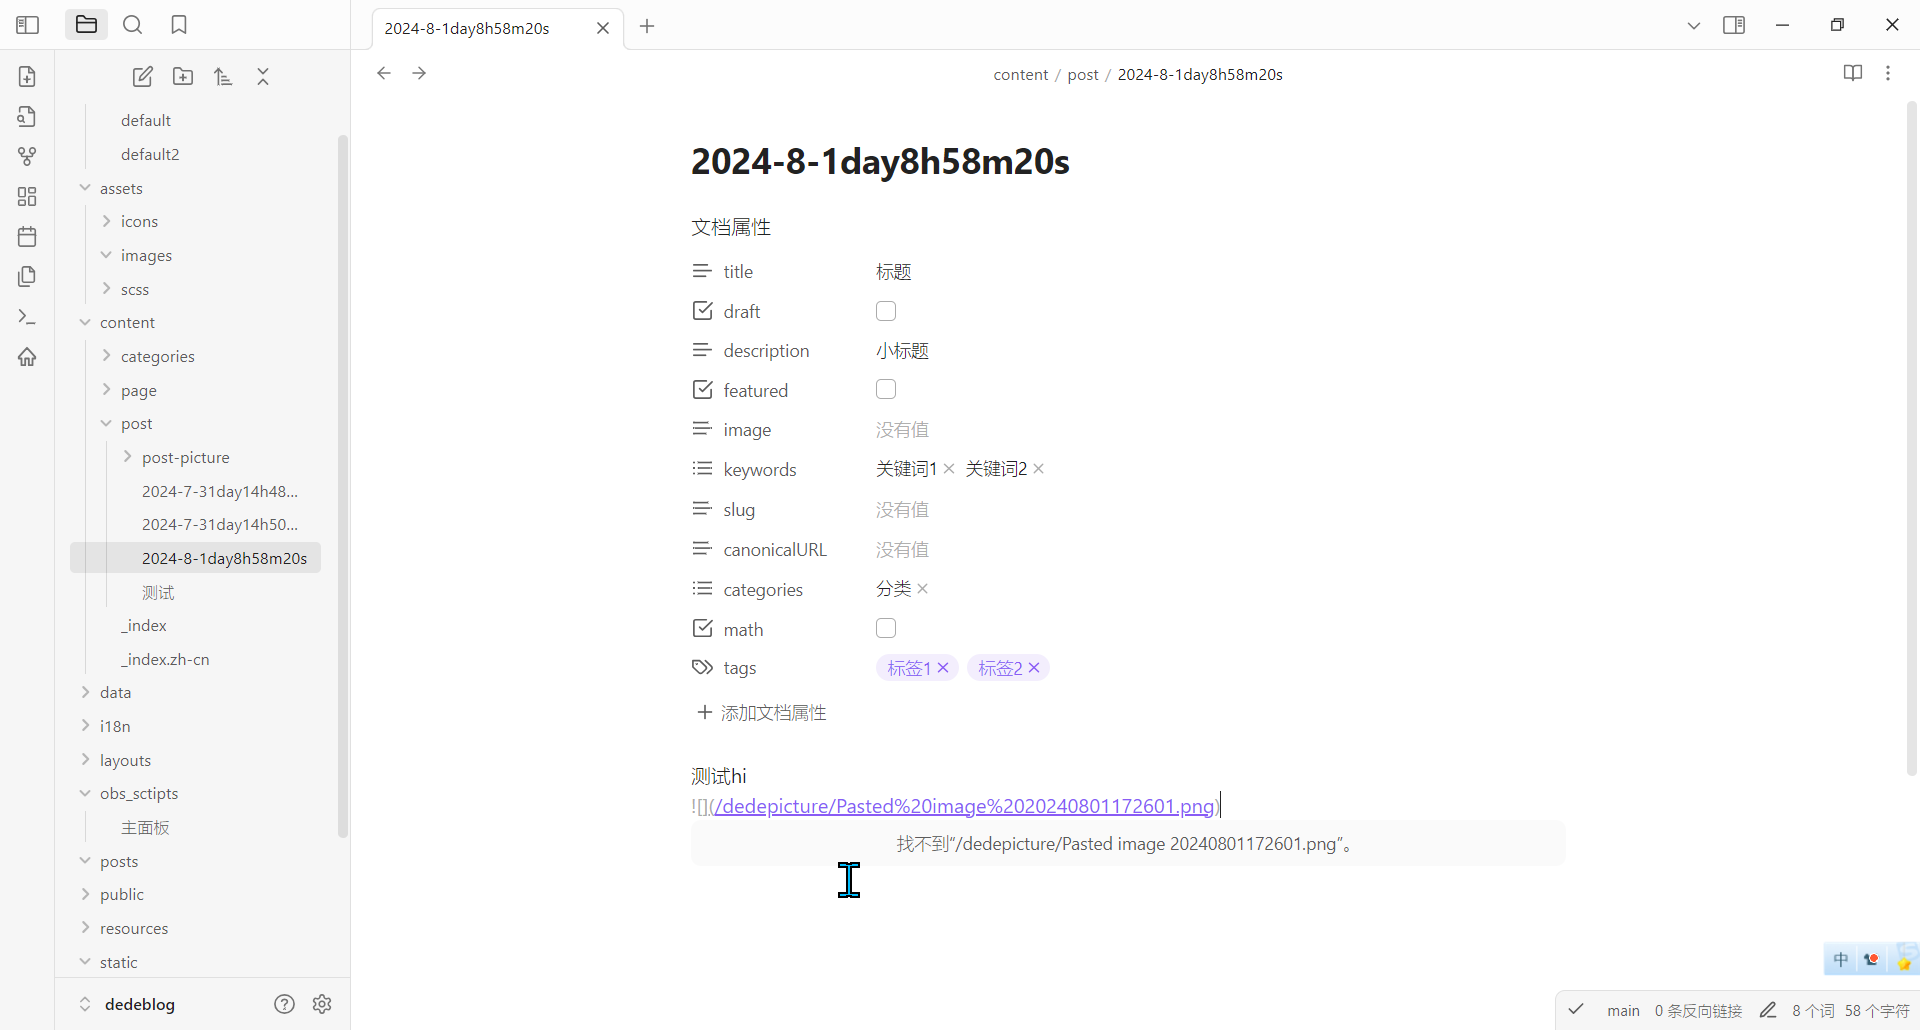 2024-8-1day8h58m20s
content / post / 2024-8-1day8h58m20s
default
default2
assets
icons
images
scss
content
categories
page
post
post-picture
2024-7-31day14h48...
2024-7-31day14h50...
2024-8-1day8h58m20s
测试
_index
_index.zh-cn
data
i18n
layouts
obs_sctipts
主面板
posts
public
resources
static
dedeblog
2024-8-1day8h58m20s
文档属性
title 标题
draft
description 小标题
featured
image 没有值
keywords 关键词1 关键词2
slug 没有值
canonicalURL 没有值
categories 分类
math
tags 标签1 标签2
添加文档属性
测试hi
![](/dedepicture/Pasted%20image%2020240801172601.png)
找不到“/dedepicture/Pasted image 20240801172601.png”。
中
main 0 条反向链接 8 个词 58 个字符